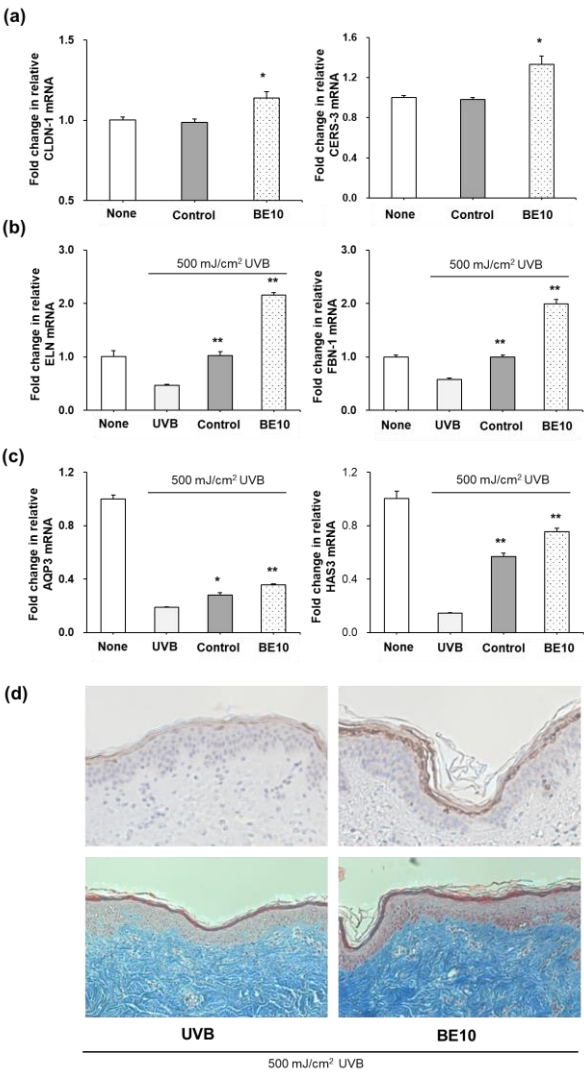 (a)
Fold change in relative
CLDN-1 mRNA
1.5
1.0
0.5
*
None Control BE10
Fold change in relative
CERS-3 mRNA
1.6
1.2
0.8
0.4
0.0
*
None Control BE10
(b)
500 mJ/cm² UVB
Fold change in relative
ELN mRNA
3.0
2.0
1.0
0.0
**
**
None UVB Control BE10
500 mJ/cm² UVB
Fold change in relative
FBN-1 mRNA
3.0
2.0
1.0
0.0
**
**
None UVB Control BE10
(c)
500 mJ/cm² UVB
Fold change in relative
AQP3 mRNA
1.2
0.8
0.4
0.0
*
**
None UVB Control BE10
500 mJ/cm² UVB
Fold change in relative
HAS3 mRNA
1.2
0.8
0.4
0.0
**
**
None UVB Control BE10
(d)
UVB BE10
500 mJ/cm² UVB